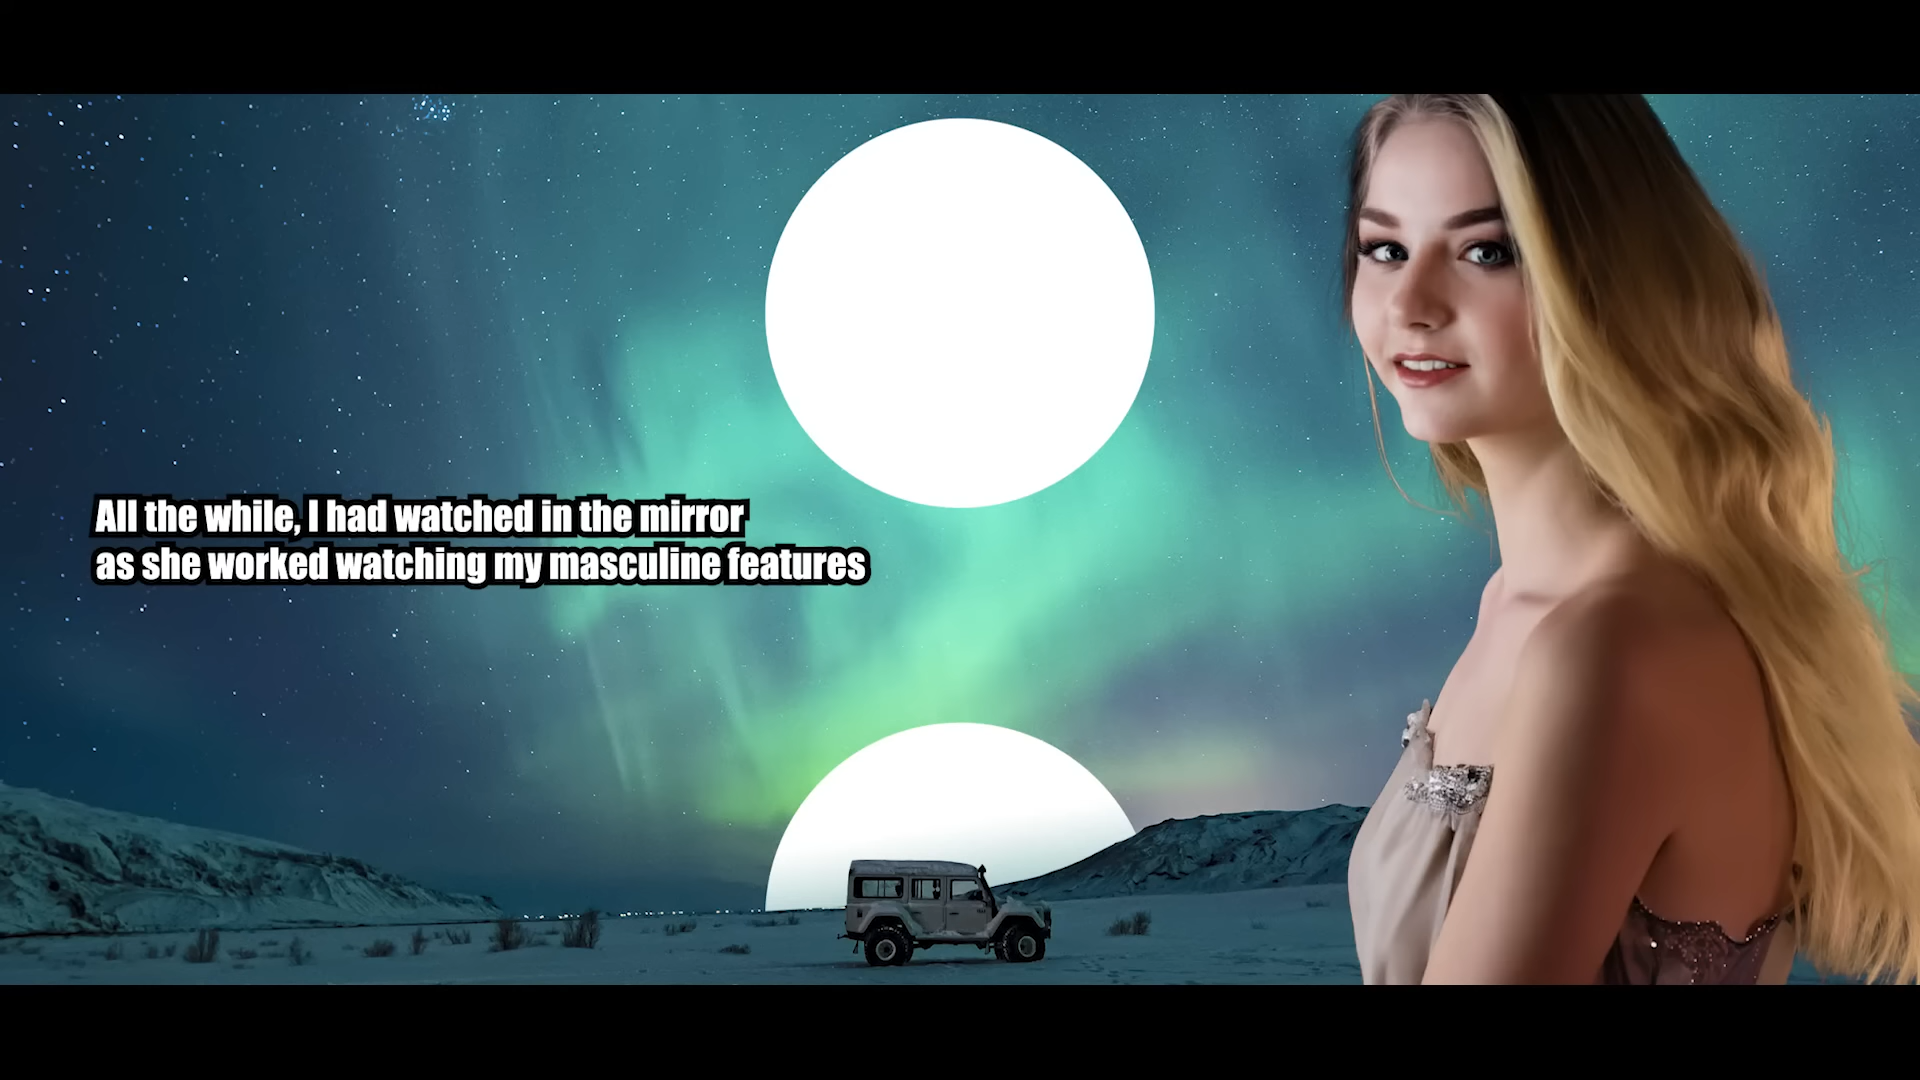 All the while, I had watched in the mirror
as she worked watching my masculine features